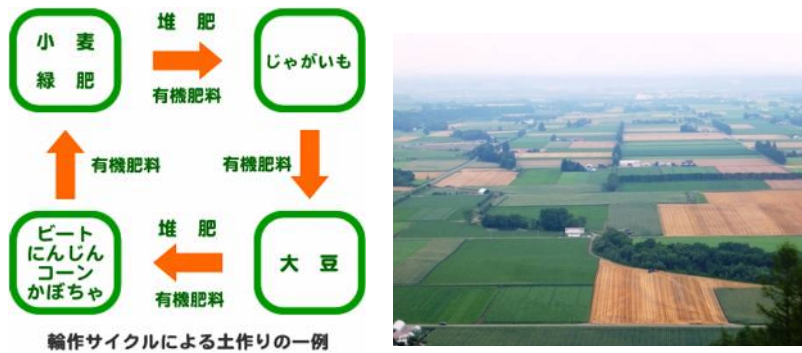 小 麦
緑 肥
堆 肥
有機肥料
じゃがいも
有機肥料
大 豆
堆 肥
有機肥料
ビート
にんじん
コーン
かぼちゃ
有機肥料
輪作サイクルによる土作りの一例